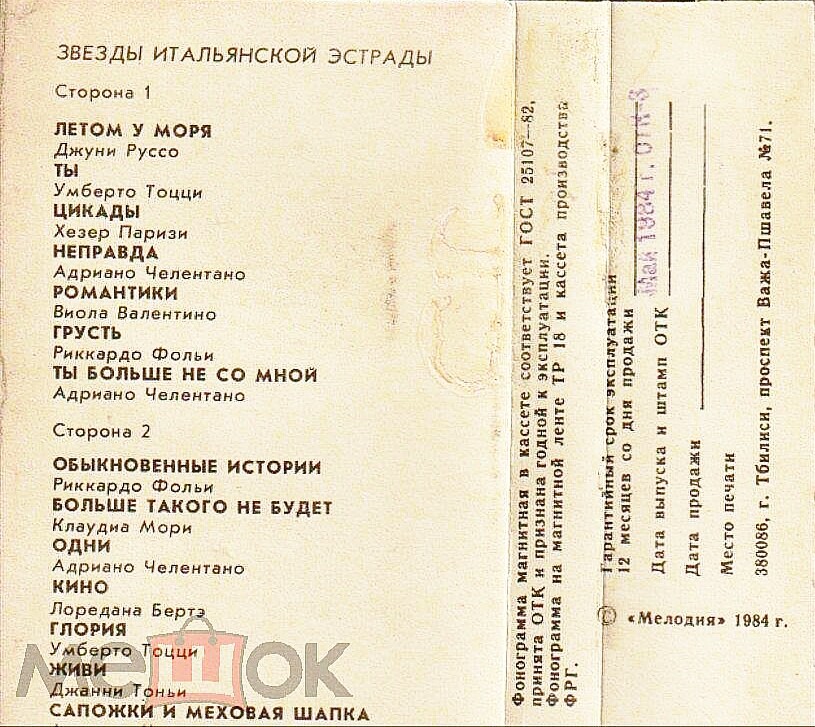 ЗВЕЗДЫ ИТАЛЬЯНСКОЙ ЭСТРАДЫ
Сторона 1
ЛЕТОМ У МОРЯ
Джуни Руссо
ТЫ
Умберто Тоцци
ЦИКАДЫ
Хезер Паризи
НЕПРАВДА
Адриано Челентано
РОМАНТИКИ
Виола Валентино
ГРУСТЬ
Риккардо Фольи
ТЫ БОЛЬШЕ НЕ СО МНОЙ
Адриано Челентано
Сторона 2
ОБЫКНОВЕННЫЕ ИСТОРИИ
Риккардо Фольи
БОЛЬШЕ ТАКОГО НЕ БУДЕТ
Клаудиа Мори
ОДНИ
Адриано Челентано
КИНО
Лоредана Бертэ
ГЛОРИЯ
Умберто Тоцци
ЖИВИ
Джанни Тоньи
САПОЖКИ И МЕХОВАЯ ШАПКА
Фонограмма магнитная в кассете соответствует ГОСТ 25107—82,
принята ОТК и признана годной к эксплуатации.
Фонограмма на магнитной ленте ТР 18 и кассета производства
ФРГ.
Гарантийный срок эксплуатации
12 месяцев со дня продажи
Дата выпуска и штамп ОТК Май 1984 г. ОТК-3
Дата продажи
Место печати
380086, г. Тбилиси, проспект Важа-Пшавела №71.
© «Мелодия» 1984 г.
мешок